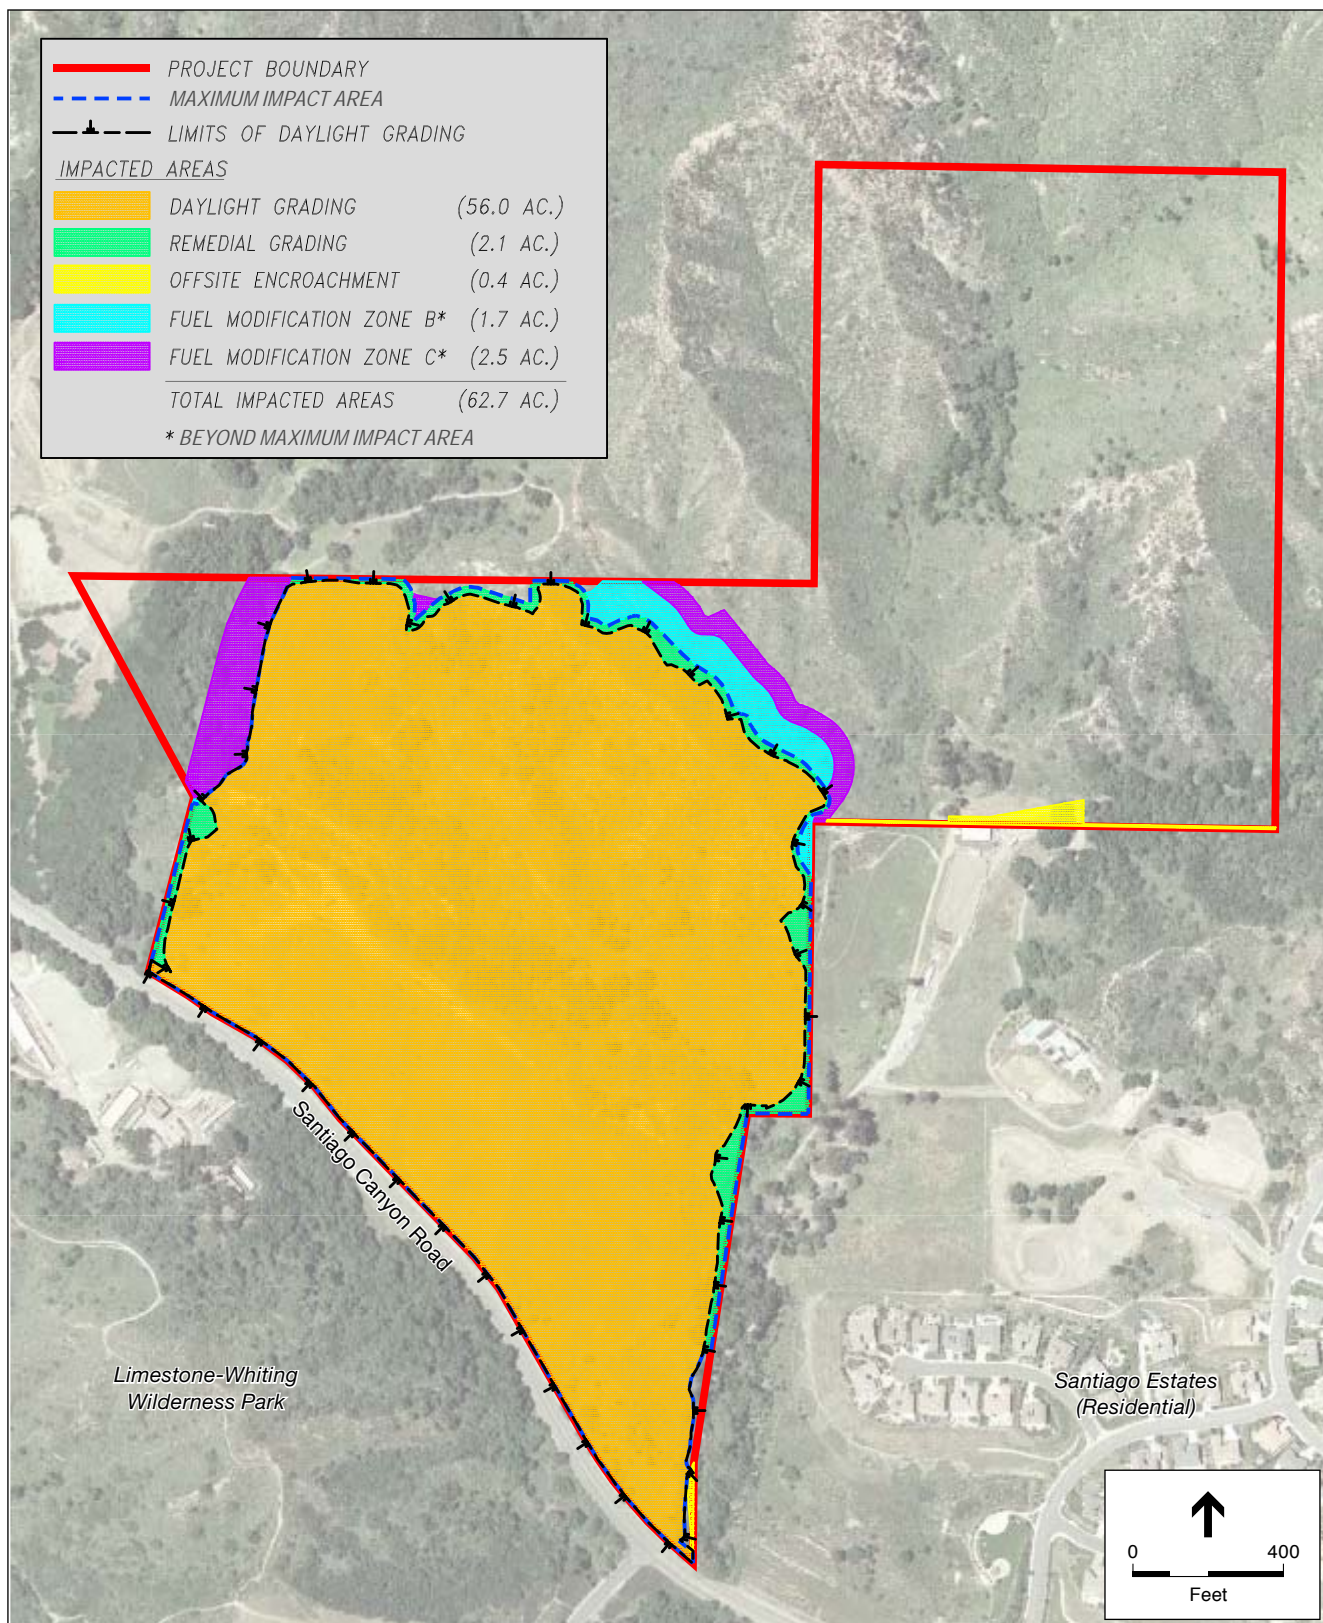 PROJECT BOUNDARY
MAXIMUM IMPACT AREA
LIMITS OF DAYLIGHT GRADING
IMPACTED AREAS
DAYLIGHT GRADING (56.0 AC.)
REMEDIAL GRADING (2.1 AC.)
OFFSITE ENCROACHMENT (0.4 AC.)
FUEL MODIFICATION ZONE B* (1.7 AC.)
FUEL MODIFICATION ZONE C* (2.5 AC.)
TOTAL IMPACTED AREAS (62.7 AC.)
* BEYOND MAXIMUM IMPACT AREA
Santiago Canyon Road
Limestone-Whiting
Wilderness Park
Santiago Estates
(Residential)
0 400
Feet